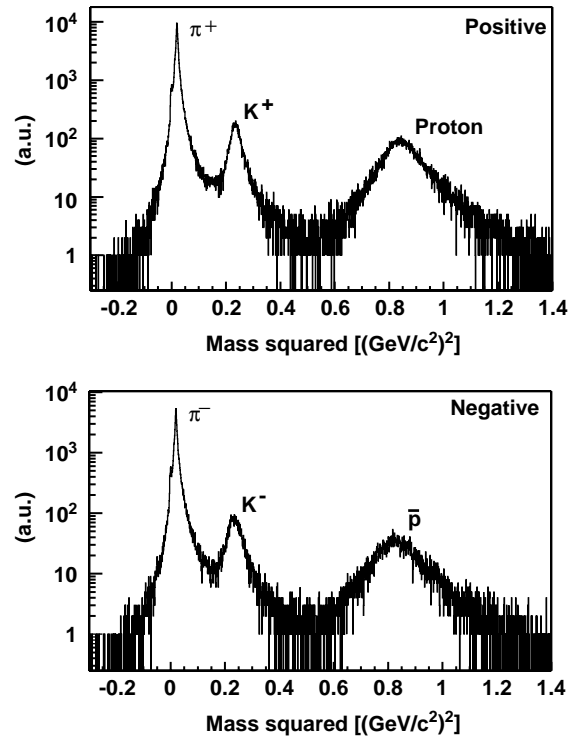 10⁴
10³
10²
10
1
(a.u.)
π+
K+
Proton
Positive
-0.2 0 0.2 0.4 0.6 0.8 1 1.2 1.4
Mass squared [(GeV/c²)²]
10⁴
10³
10²
10
1
(a.u.)
π−
K-
p̄
Negative
-0.2 0 0.2 0.4 0.6 0.8 1 1.2 1.4
Mass squared [(GeV/c²)²]